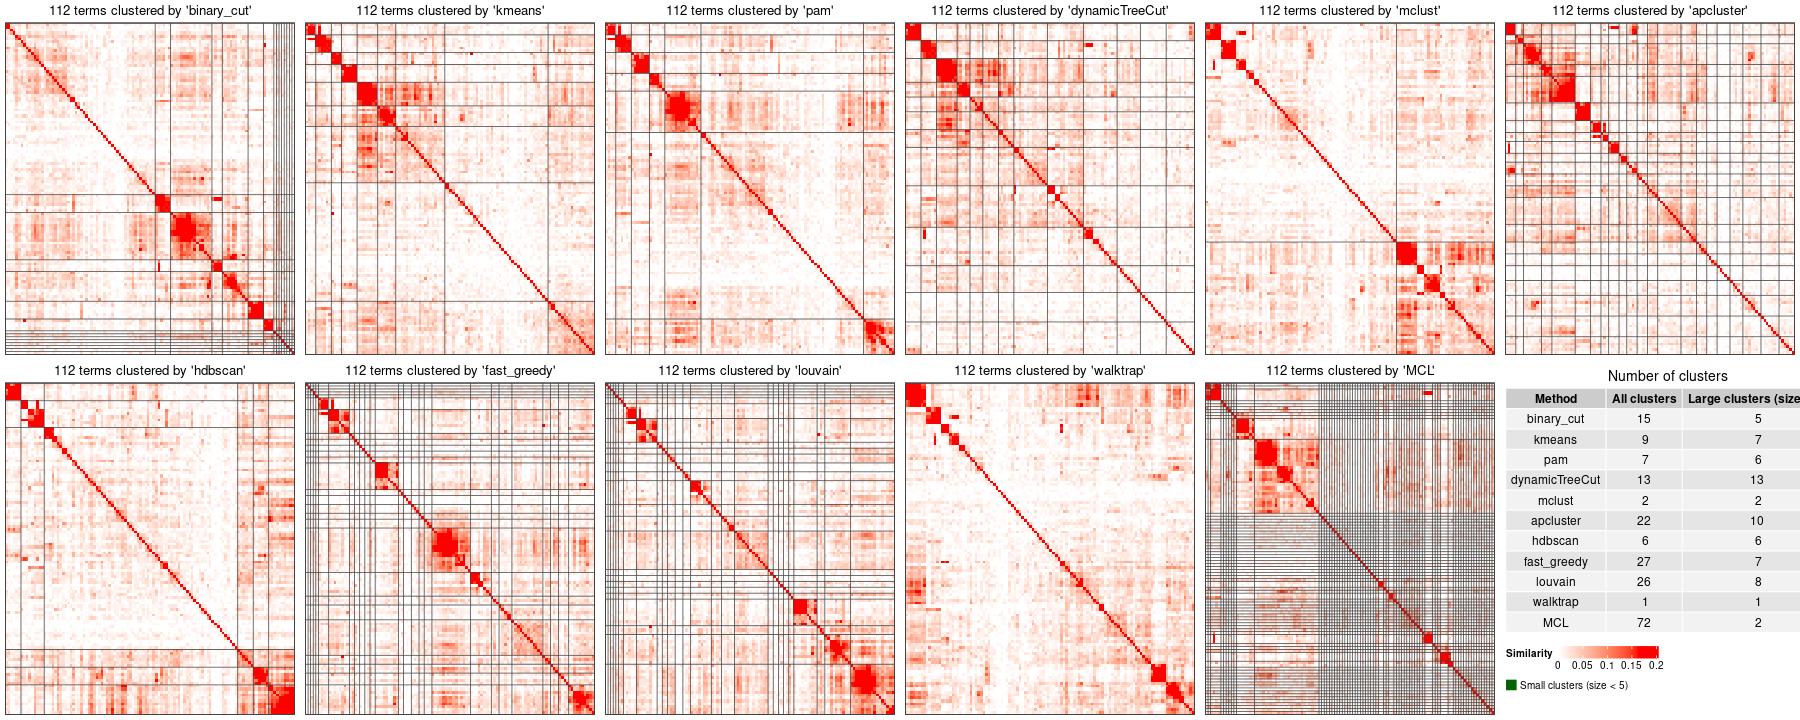 112 terms clustered by 'binary_cut'
112 terms clustered by 'kmeans'
112 terms clustered by 'pam'
112 terms clustered by 'dynamicTreeCut'
112 terms clustered by 'mclust'
112 terms clustered by 'apcluster'
112 terms clustered by 'hdbscan'
112 terms clustered by 'fast_greedy'
112 terms clustered by 'louvain'
112 terms clustered by 'walktrap'
112 terms clustered by 'MCL'
Number of clusters
Method All clusters Large clusters (size
binary_cut 15 5
kmeans 9 7
pam 7 6
dynamicTreeCut 13 13
mclust 2 2
apcluster 22 10
hdbscan 6 6
fast_greedy 27 7
louvain 26 8
walktrap 1 1
MCL 72 2
Similarity
0 0.05 0.1 0.15 0.2
Small clusters (size < 5)